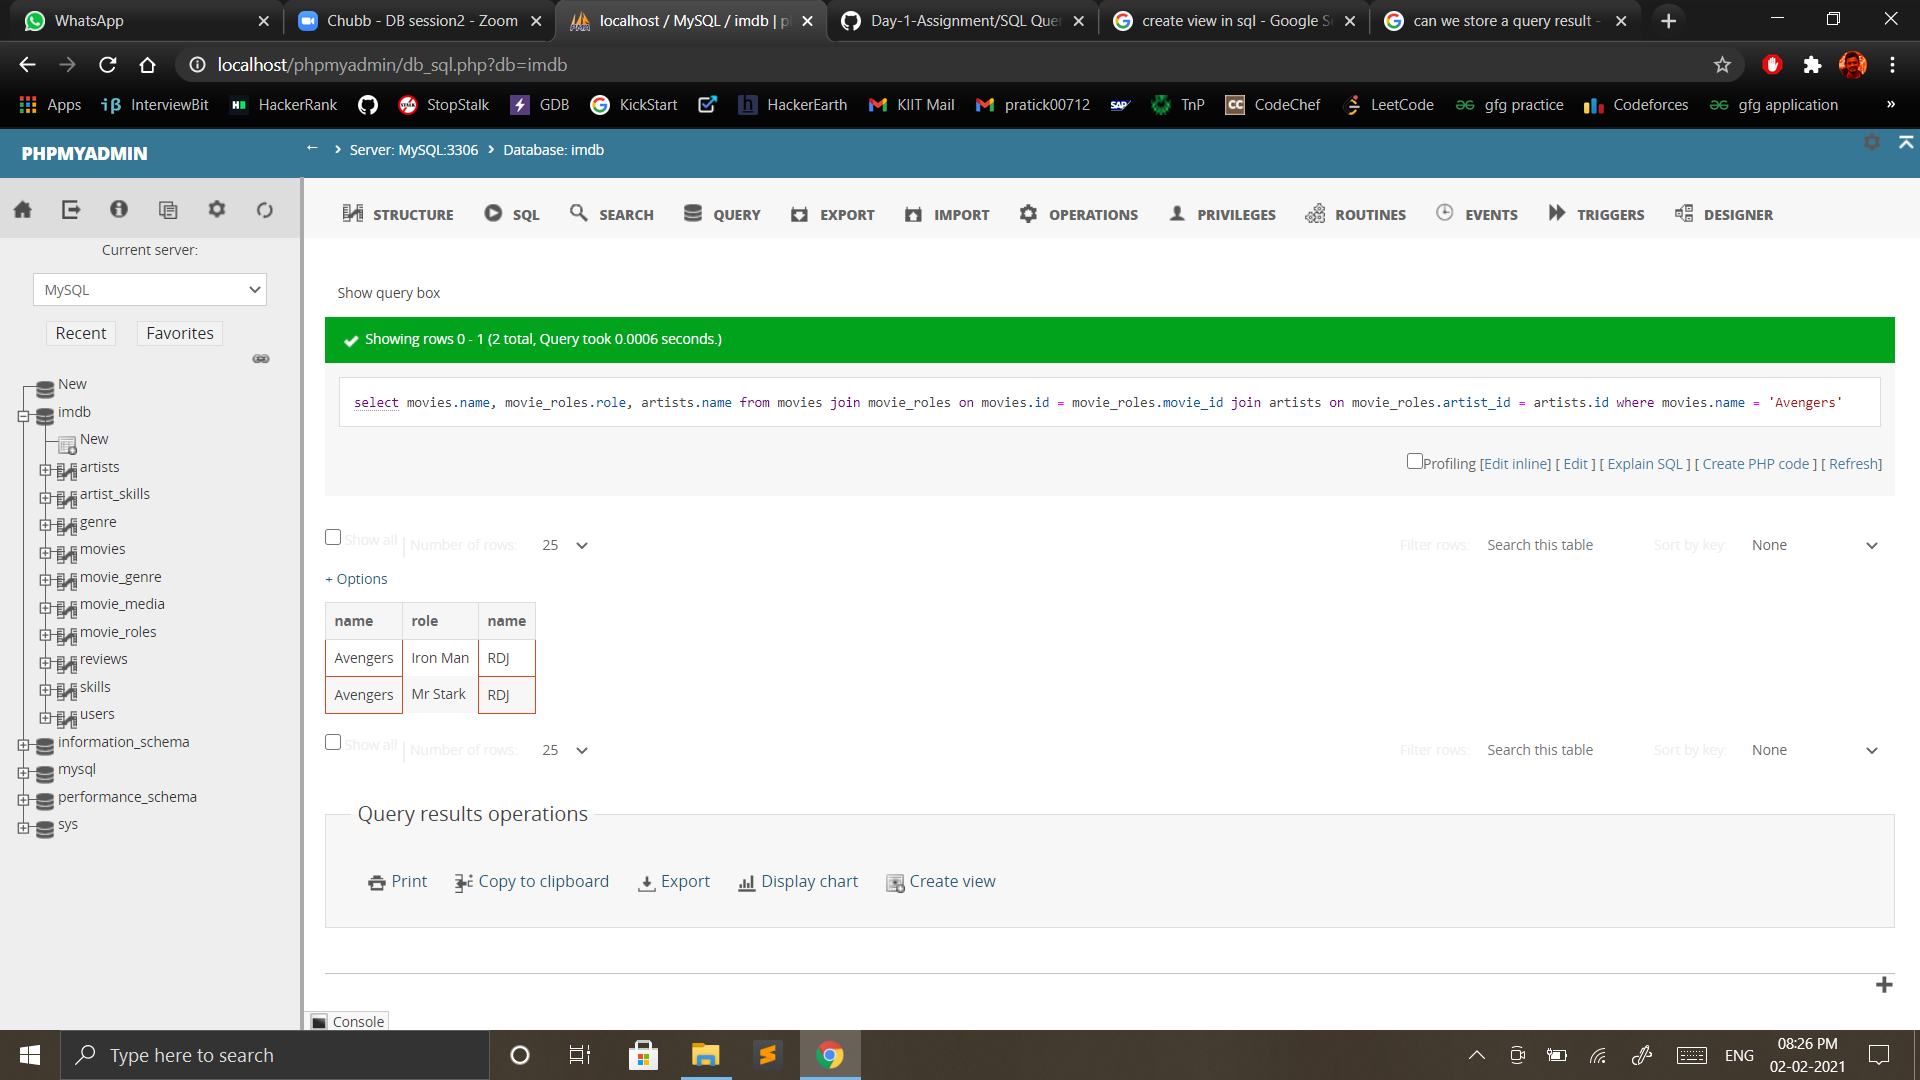 WhatsApp
Chubb - DB session2 - Zoom
localhost / MySQL / imdb | p
Day-1-Assignment/SQL Que
create view in sql - Google S
can we store a query result -
localhost/phpmyadmin/db_sql.php?db=imdb
Apps
InterviewBit
HackerRank
StopStalk
GDB
KickStart
HackerEarth
KIIT Mail
pratick00712
TnP
CodeChef
LeetCode
gfg practice
Codeforces
gfg application
»
PHPMYADMIN
Server: MySQL:3306
Database: imdb
STRUCTURE
SQL
SEARCH
QUERY
EXPORT
IMPORT
OPERATIONS
PRIVILEGES
ROUTINES
EVENTS
TRIGGERS
DESIGNER
Current server:
MySQL
Recent
Favorites
New
imdb
New
artists
artist_skills
genre
movies
movie_genre
movie_media
movie_roles
reviews
skills
users
information_schema
mysql
performance_schema
sys
Show query box
Showing rows 0 - 1 (2 total, Query took 0.0006 seconds.)
select movies.name, movie_roles.role, artists.name from movies join movie_roles on movies.id = movie_roles.movie_id join artists on movie_roles.artist_id = artists.id where movies.name = 'Avengers'
Profiling [Edit inline] [ Edit ] [ Explain SQL ] [ Create PHP code ] [ Refresh]
Show all | Number of rows: 25 Filter rows: Search this table Sort by key: None
+ Options
name role name
Avengers Iron Man RDJ
Avengers Mr Stark RDJ
Show all | Number of rows: 25 Filter rows: Search this table Sort by key: None
Query results operations
Print
Copy to clipboard
Export
Display chart
Create view
Console
Type here to search
ENG
08:26 PM
02-02-2021